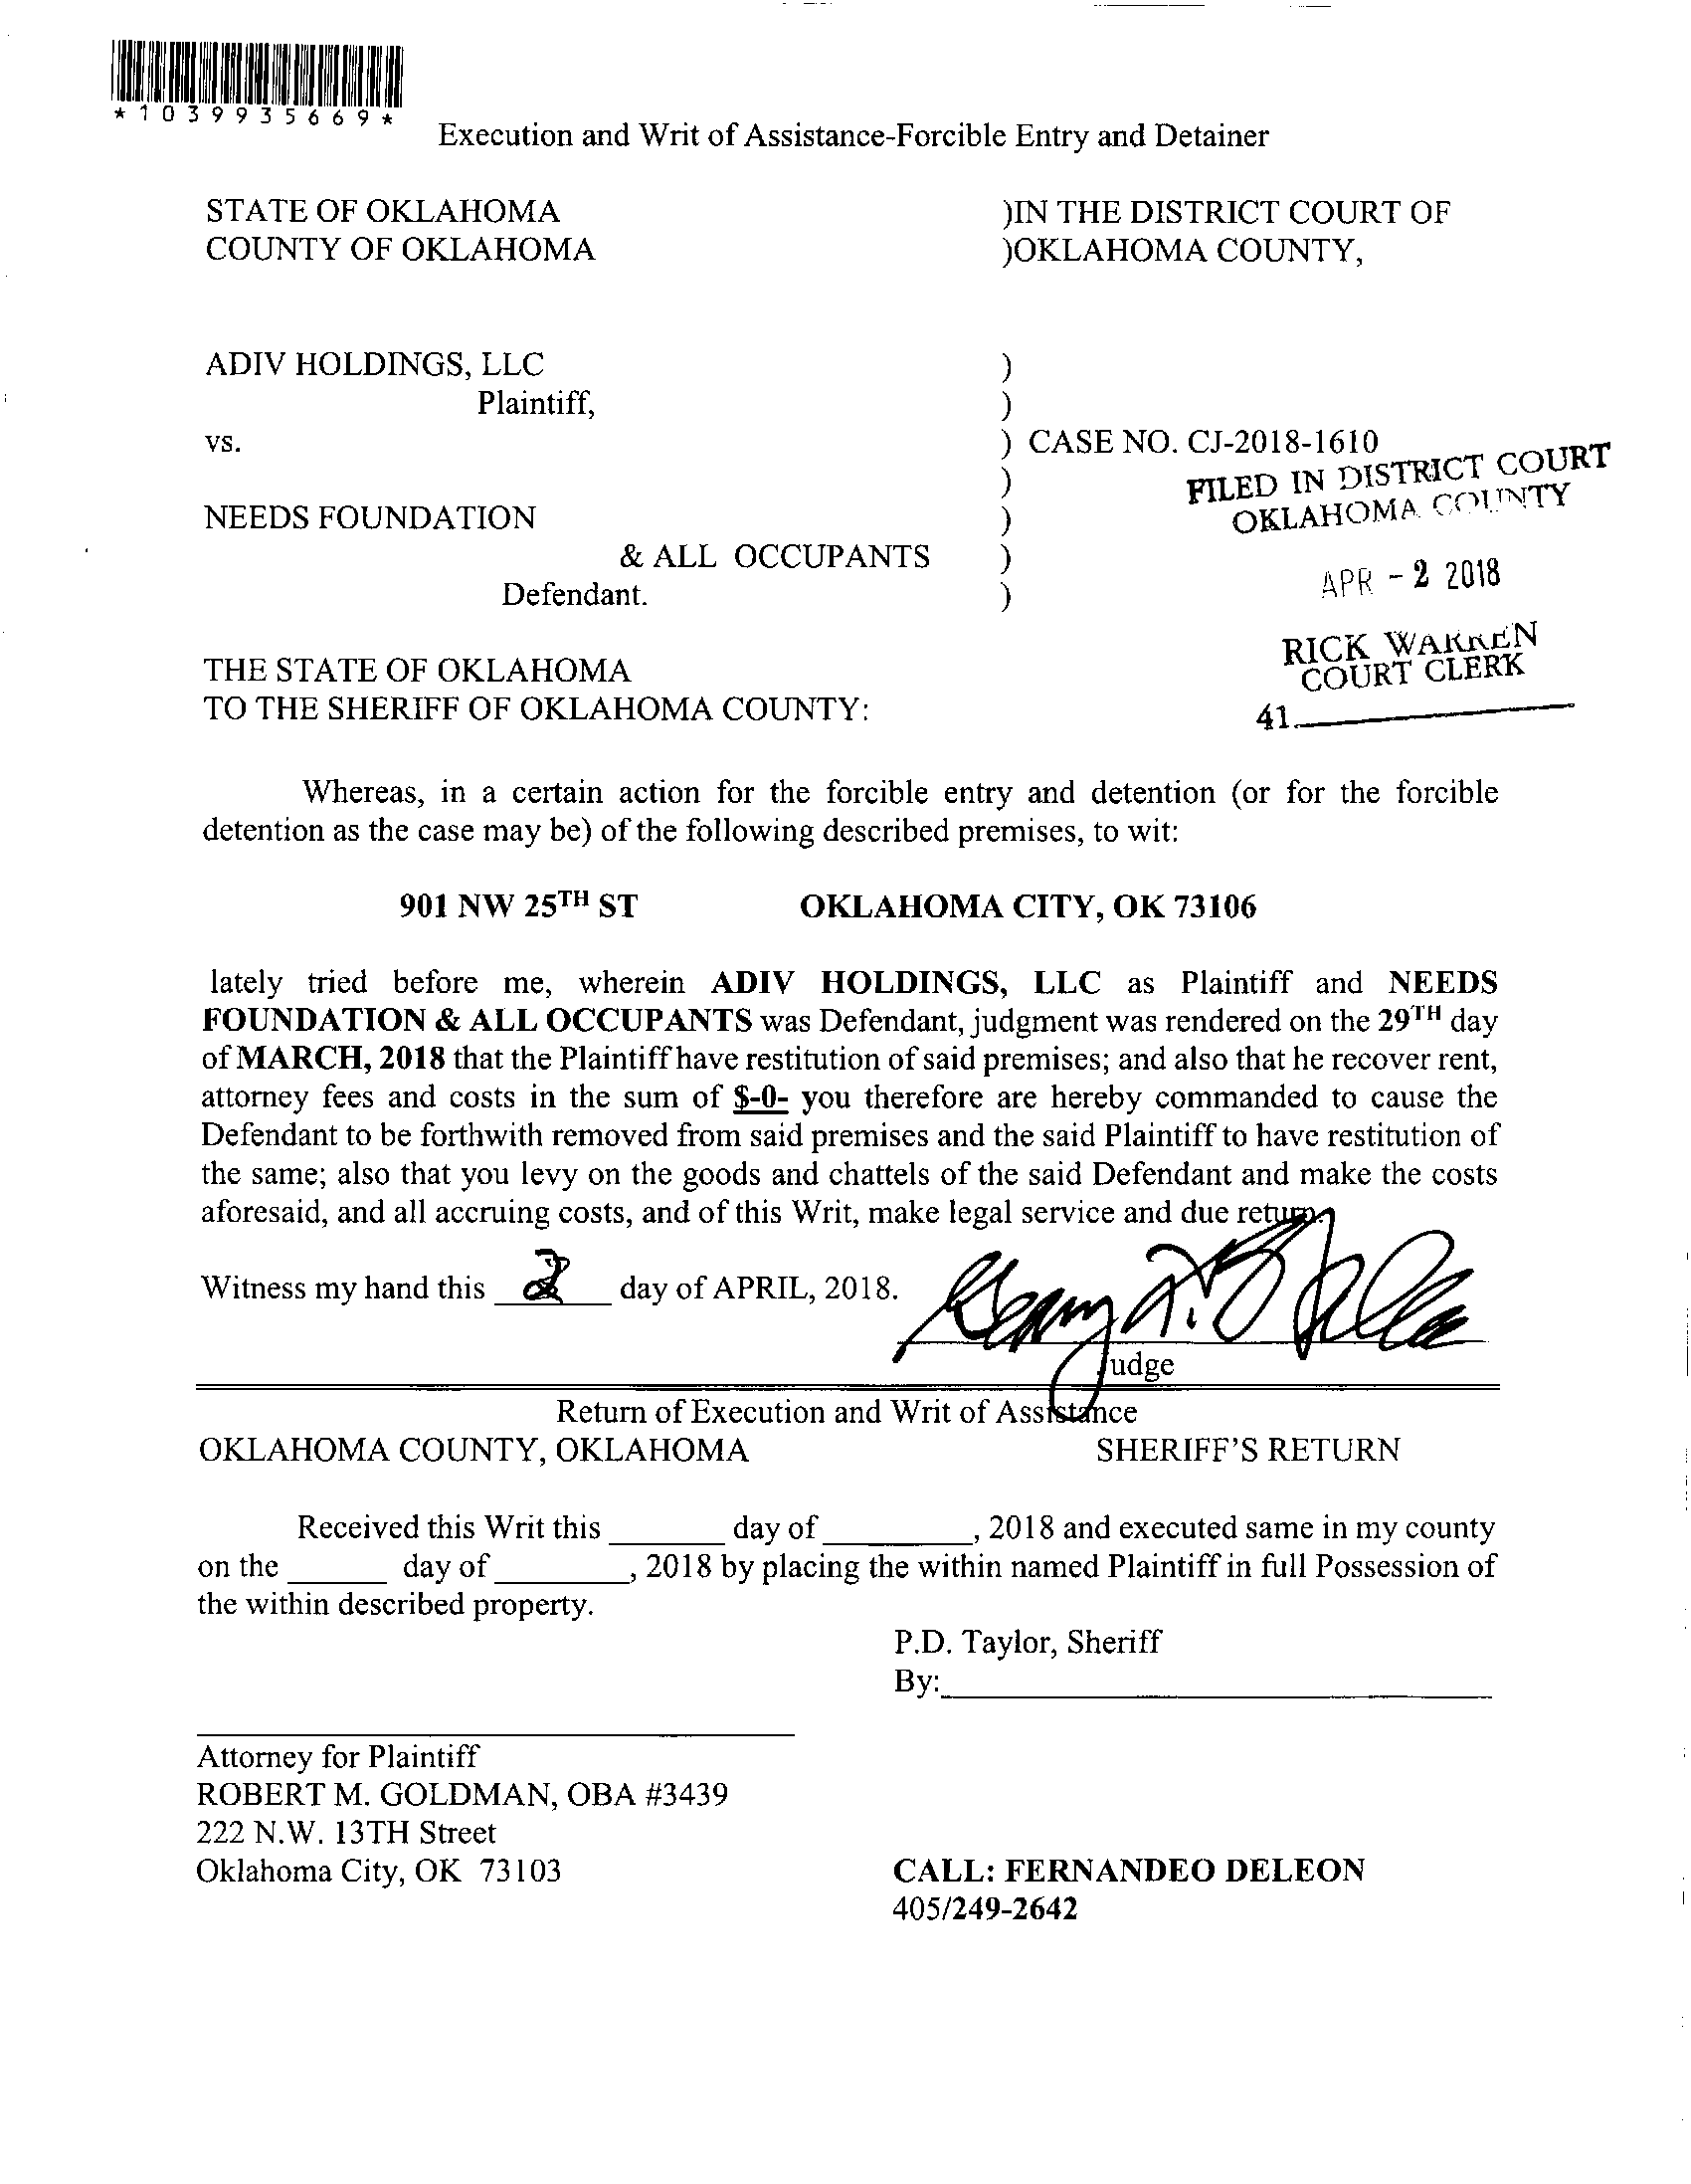 *1039935669*
Execution and Writ of Assistance-Forcible Entry and Detainer
STATE OF OKLAHOMA )IN THE DISTRICT COURT OF
COUNTY OF OKLAHOMA )OKLAHOMA COUNTY,
ADIV HOLDINGS, LLC )
Plaintiff, )
vs. ) CASE NO. CJ-2018-1610
)
FILED IN DISTRICT COURT
OKLAHOMA COUNTY
NEEDS FOUNDATION )
& ALL OCCUPANTS )
Defendant. )
APR - 2 2018
RICK WARREN
COURT CLERK
41
THE STATE OF OKLAHOMA
TO THE SHERIFF OF OKLAHOMA COUNTY:
Whereas, in a certain action for the forcible entry and detention (or for the forcible
detention as the case may be) of the following described premises, to wit:
901 NW 25TH ST OKLAHOMA CITY, OK 73106
lately tried before me, wherein ADIV HOLDINGS, LLC as Plaintiff and NEEDS
FOUNDATION & ALL OCCUPANTS was Defendant, judgment was rendered on the 29TH day
of MARCH, 2018 that the Plaintiff have restitution of said premises; and also that he recover rent,
attorney fees and costs in the sum of $-0- you therefore are hereby commanded to cause the
Defendant to be forthwith removed from said premises and the said Plaintiff to have restitution of
the same; also that you levy on the goods and chattels of the said Defendant and make the costs
aforesaid, and all accruing costs, and of this Writ, make legal service and due return.
Witness my hand this 2 day of APRIL, 2018.
Judge
Return of Execution and Writ of Assistance
OKLAHOMA COUNTY, OKLAHOMA SHERIFF'S RETURN
Received this Writ this _______ day of _________, 2018 and executed same in my county
on the ______ day of ________, 2018 by placing the within named Plaintiff in full Possession of
the within described property.
P.D. Taylor, Sheriff
By:
Attorney for Plaintiff
ROBERT M. GOLDMAN, OBA #3439
222 N.W. 13TH Street
Oklahoma City, OK 73103
CALL: FERNANDEO DELEON
405/249-2642